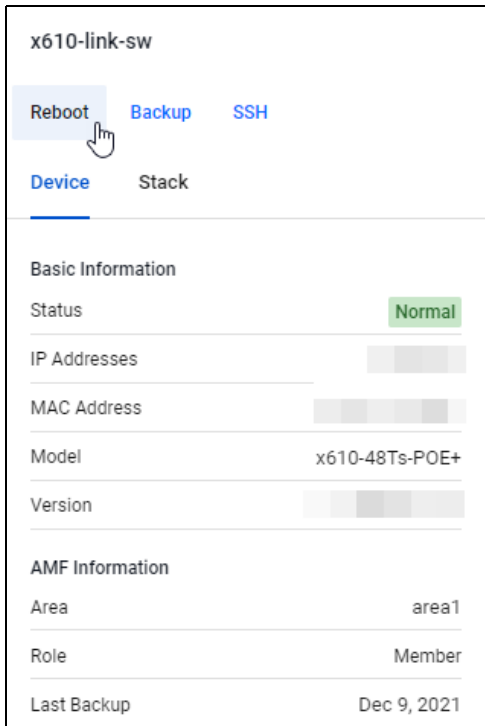 x610-link-sw
Reboot Backup SSH
Device Stack
Basic Information
Status Normal
IP Addresses
MAC Address
Model x610-48Ts-POE+
Version
AMF Information
Area area1
Role Member
Last Backup Dec 9, 2021